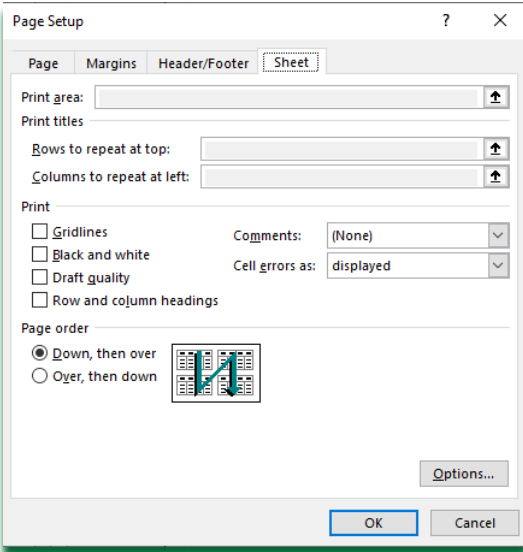 Page Setup ? ×
Page Margins Header/Footer Sheet
Print area:
Print titles
Rows to repeat at top:
Columns to repeat at left:
Print
Gridlines
Black and white
Draft quality
Row and column headings
Comments: (None)
Cell errors as: displayed
Page order
Down, then over
Over, then down
Options...
OK Cancel